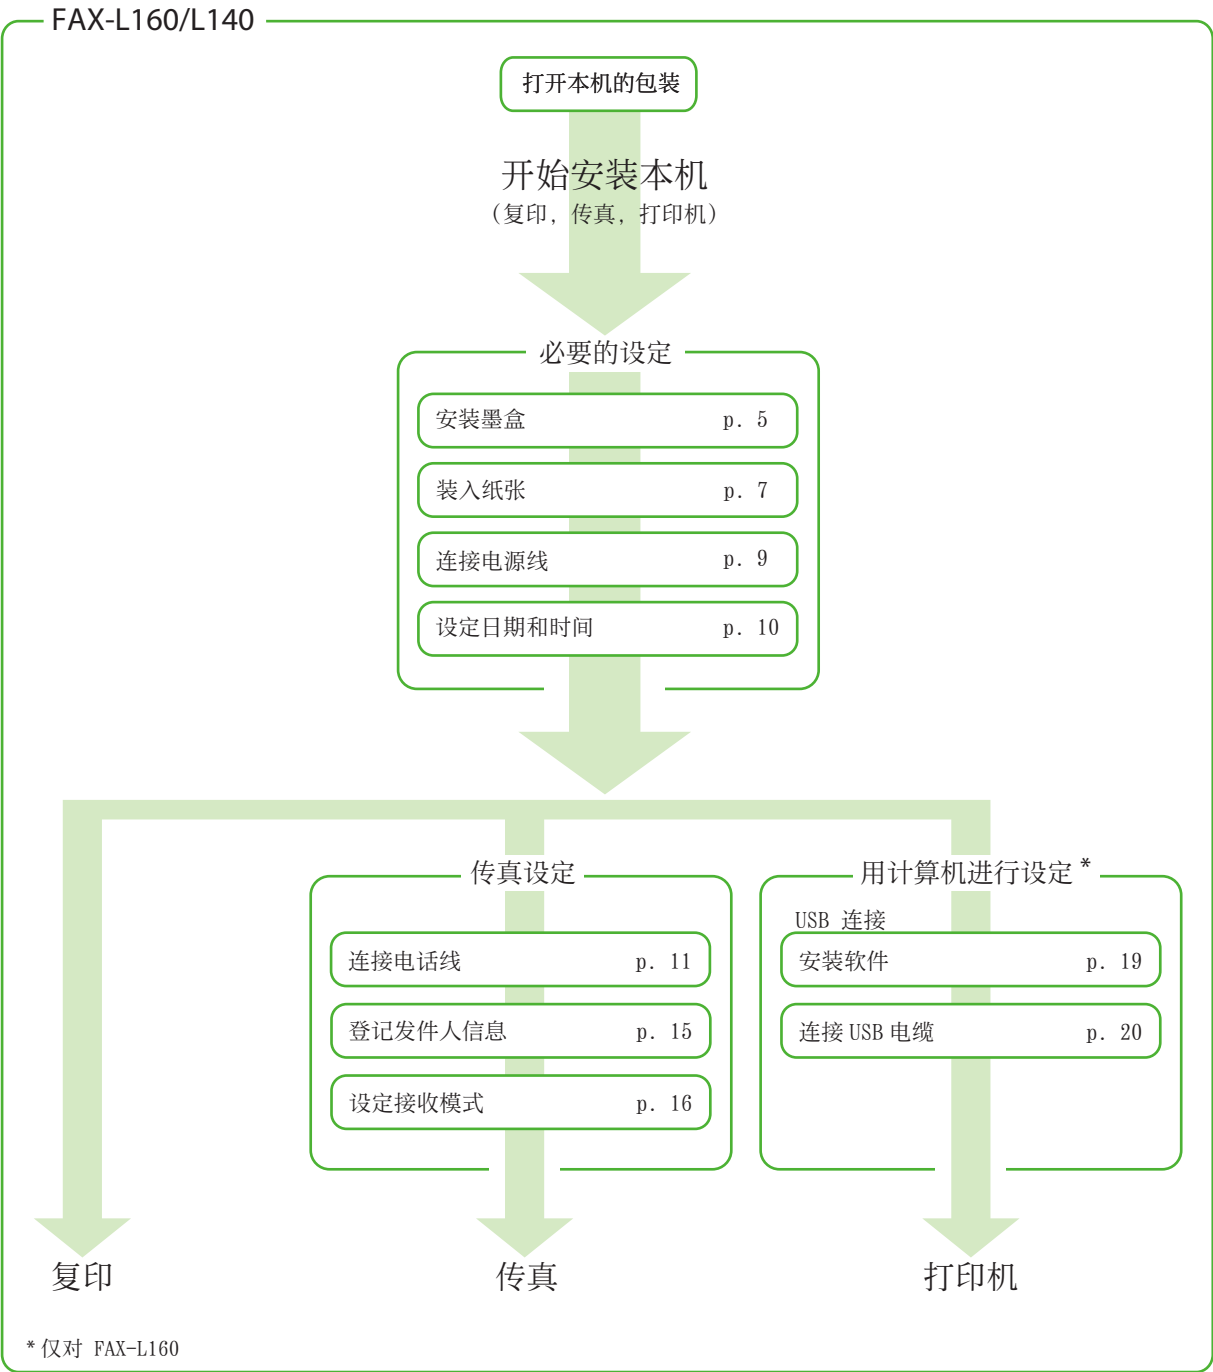 FAX-L160/L140
打开本机的包装
开始安装本机
（复印，传真，打印机）
必要的设定
安装墨盒 p. 5
装入纸张 p. 7
连接电源线 p. 9
设定日期和时间 p. 10
传真设定
连接电话线 p. 11
登记发件人信息 p. 15
设定接收模式 p. 16
用计算机进行设定*
USB 连接
安装软件 p. 19
连接 USB 电缆 p. 20
复印
传真
打印机
*仅对 FAX-L160